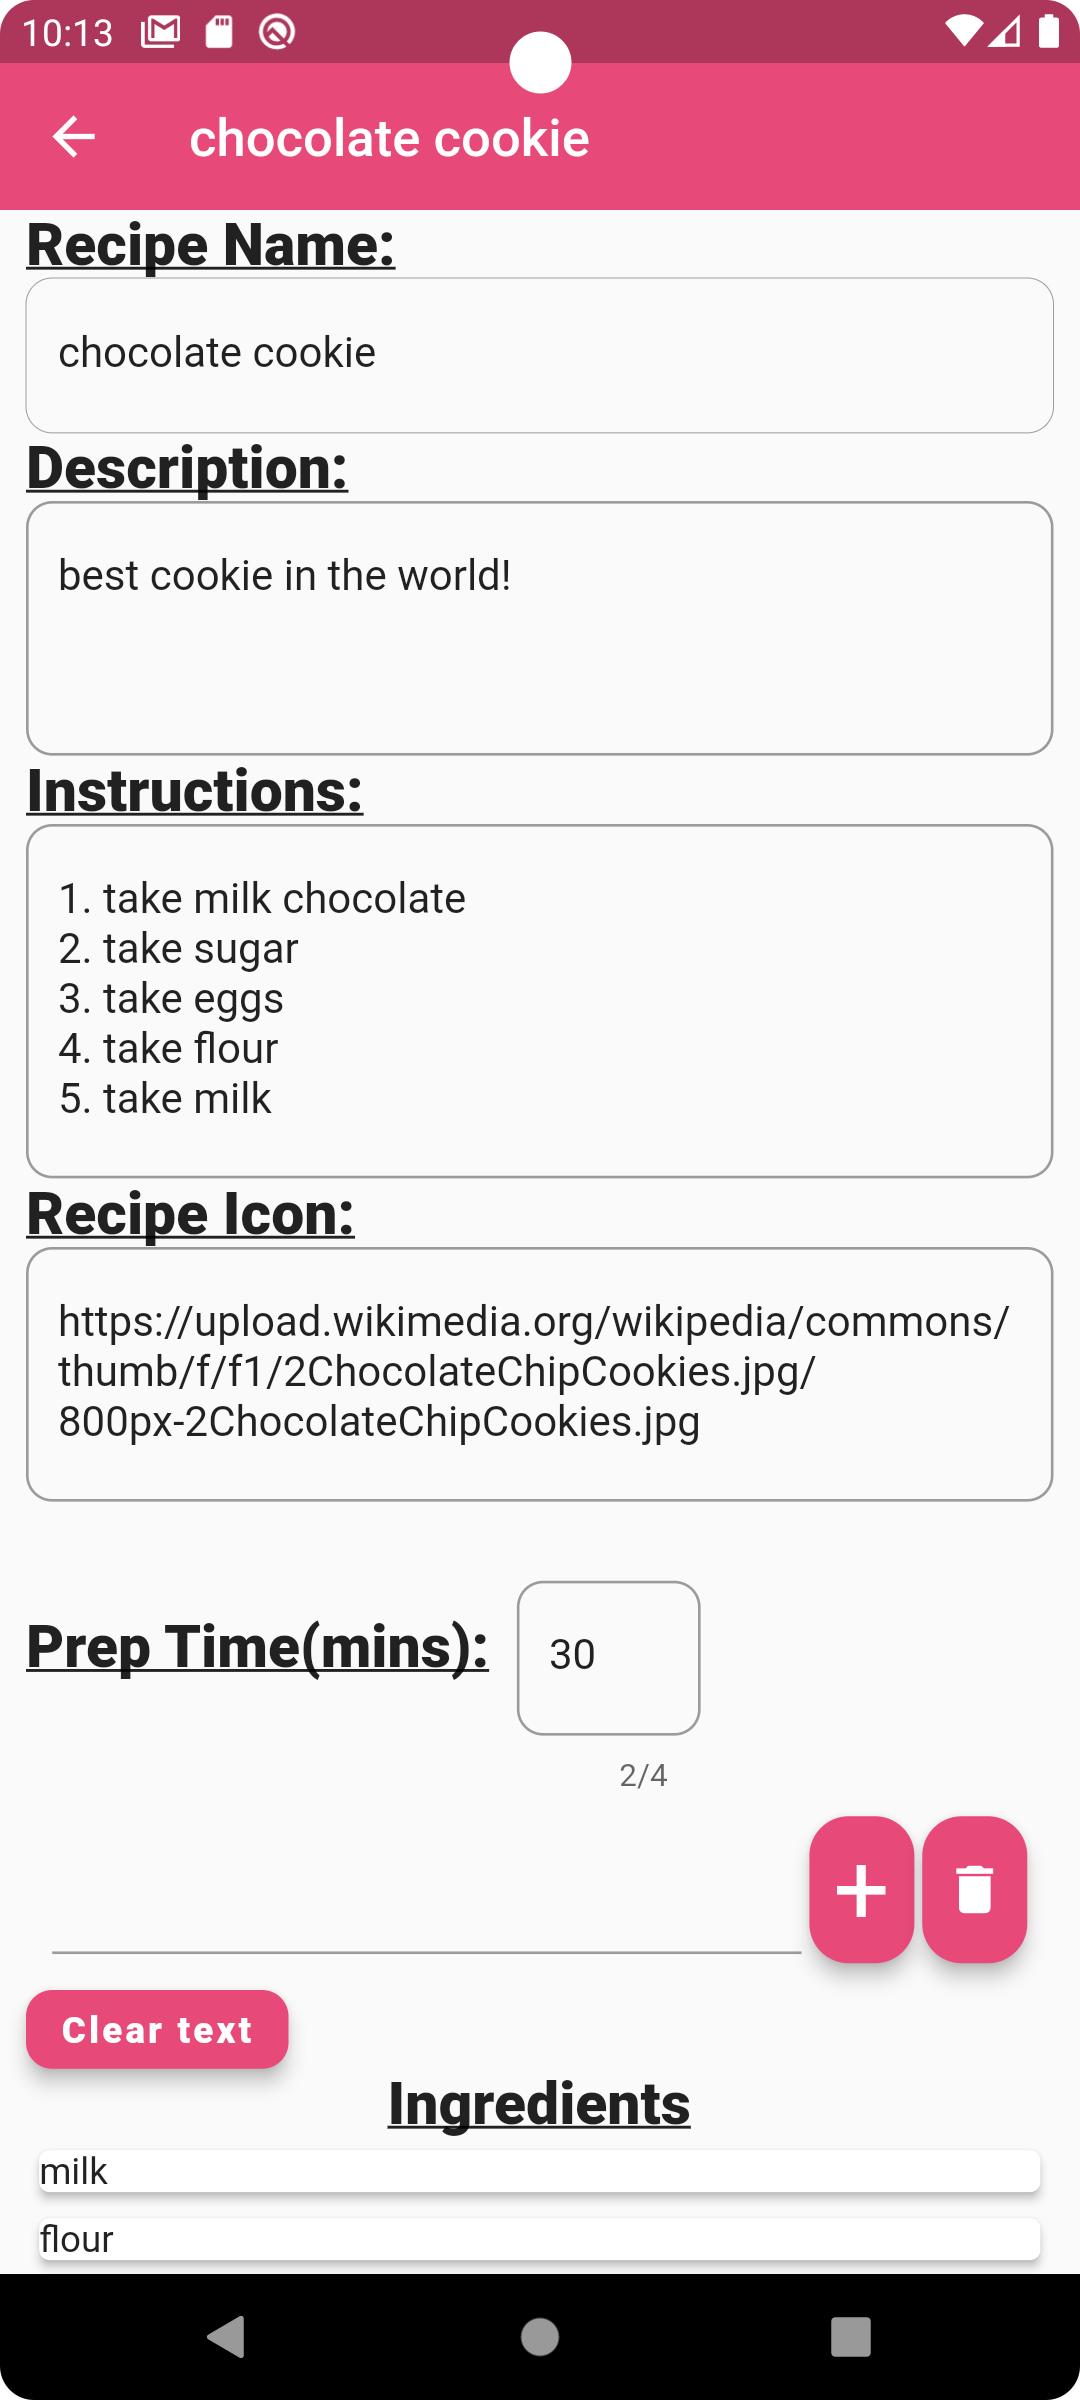 10:13
chocolate cookie
Recipe Name:
chocolate cookie
Description:
best cookie in the world!
Instructions:
1. take milk chocolate
2. take sugar
3. take eggs
4. take flour
5. take milk
Recipe Icon:
https://upload.wikimedia.org/wikipedia/commons/
thumb/f/f1/2ChocolateChipCookies.jpg/
800px-2ChocolateChipCookies.jpg
Prep Time(mins):
30
2/4
Clear text
Ingredients
milk
flour